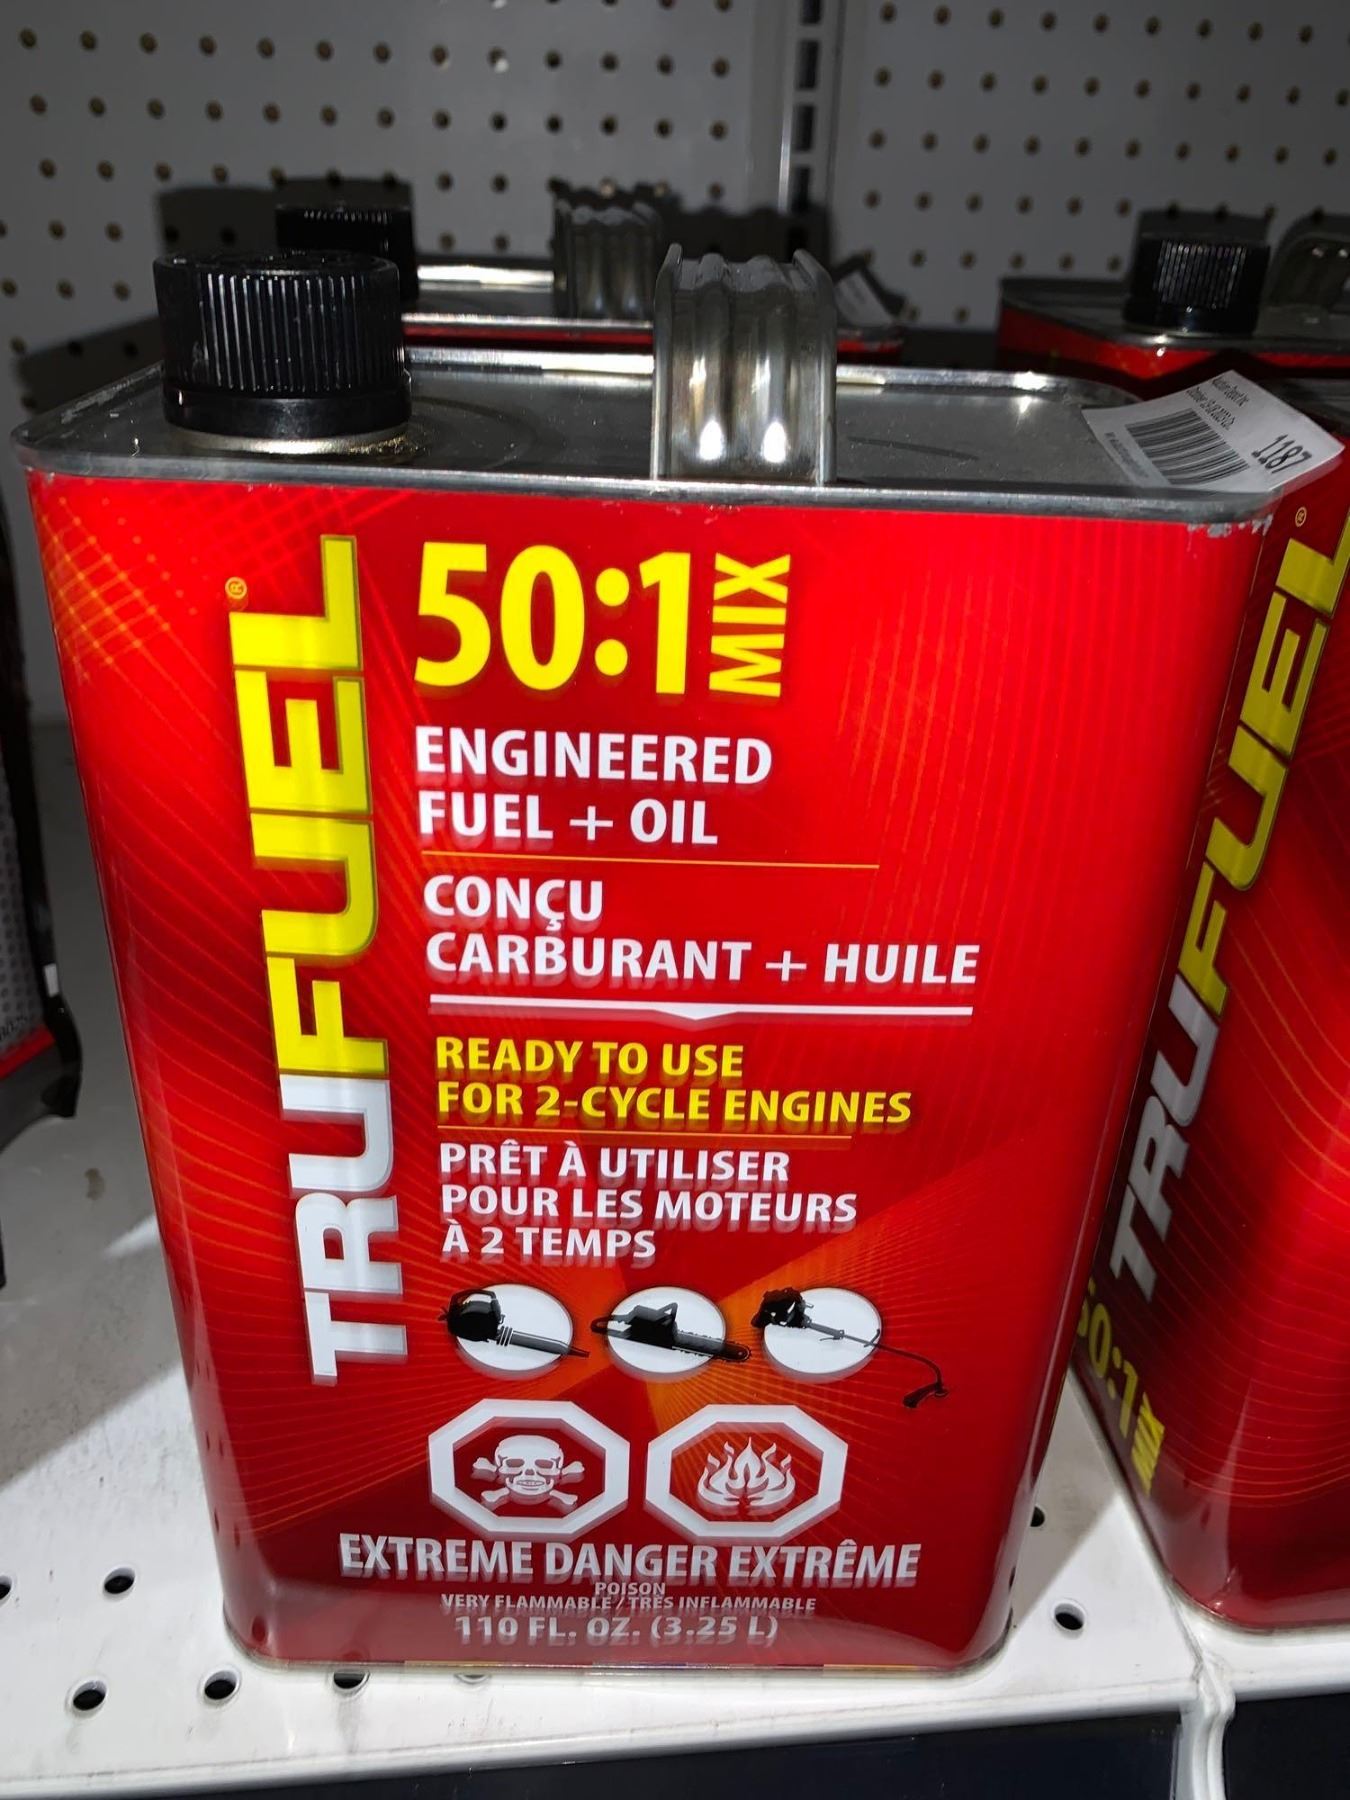 1187
TRUFUEL®
50:1 MIX
ENGINEERED
FUEL + OIL
CONÇU
CARBURANT + HUILE
READY TO USE
FOR 2-CYCLE ENGINES
PRÊT À UTILISER
POUR LES MOTEURS
À 2 TEMPS
EXTREME DANGER EXTRÊME
POISON
VERY FLAMMABLE / TRÈS INFLAMMABLE
110 FL. OZ. (3.25 L)
TRUFUEL®
50:1 MIX